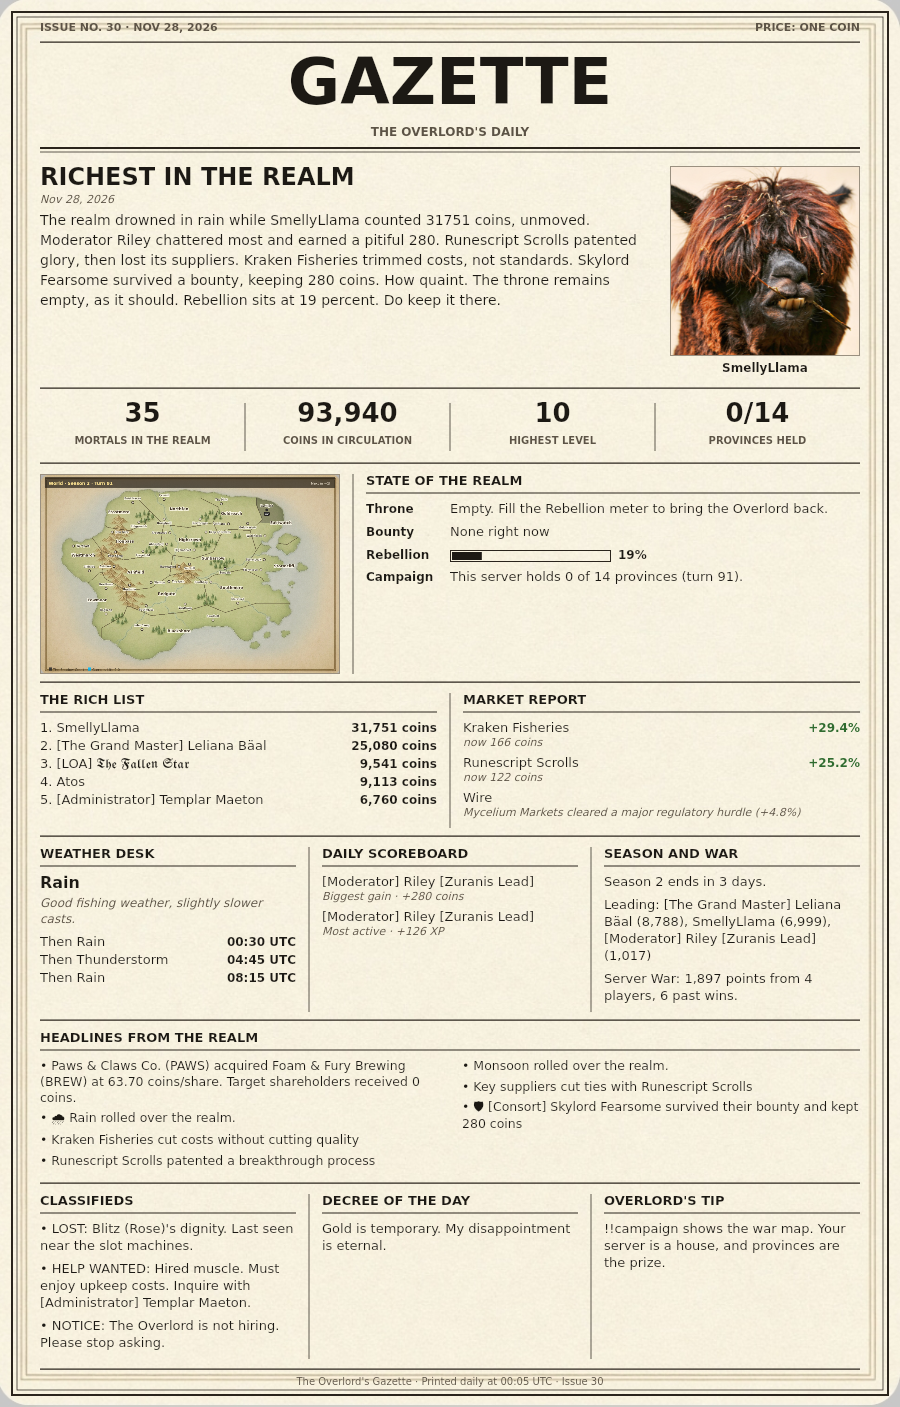 ISSUE NO. 30 · NOV 28, 2026
PRICE: ONE COIN
GAZETTE
THE OVERLORD'S DAILY
RICHEST IN THE REALM
Nov 28, 2026
The realm drowned in rain while SmellyLlama counted 31751 coins, unmoved.
Moderator Riley chattered most and earned a pitiful 280. Runescript Scrolls patented
glory, then lost its suppliers. Kraken Fisheries trimmed costs, not standards. Skylord
Fearsome survived a bounty, keeping 280 coins. How quaint. The throne remains
empty, as it should. Rebellion sits at 19 percent. Do keep it there.
SmellyLlama
35
MORTALS IN THE REALM
93,940
COINS IN CIRCULATION
10
HIGHEST LEVEL
0/14
PROVINCES HELD
STATE OF THE REALM
Throne Empty. Fill the Rebellion meter to bring the Overlord back.
Bounty None right now
Rebellion 19%
Campaign This server holds 0 of 14 provinces (turn 91).
THE RICH LIST
1. SmellyLlama 31,751 coins
2. [The Grand Master] Leliana Bäal 25,080 coins
3. [LOA] 𝕿𝖍𝖊 𝕱𝖆𝖑𝖑𝖊𝖓 𝕾𝖙𝖆𝖗 9,541 coins
4. Atos 9,113 coins
5. [Administrator] Templar Maeton 6,760 coins
MARKET REPORT
Kraken Fisheries +29.4%
now 166 coins
Runescript Scrolls +25.2%
now 122 coins
Wire
Mycelium Markets cleared a major regulatory hurdle (+4.8%)
WEATHER DESK
Rain
Good fishing weather, slightly slower
casts.
Then Rain 00:30 UTC
Then Thunderstorm 04:45 UTC
Then Rain 08:15 UTC
DAILY SCOREBOARD
[Moderator] Riley [Zuranis Lead]
Biggest gain · +280 coins
[Moderator] Riley [Zuranis Lead]
Most active · +126 XP
SEASON AND WAR
Season 2 ends in 3 days.
Leading: [The Grand Master] Leliana
Bäal (8,788), SmellyLlama (6,999),
[Moderator] Riley [Zuranis Lead]
(1,017)
Server War: 1,897 points from 4
players, 6 past wins.
HEADLINES FROM THE REALM
• Paws & Claws Co. (PAWS) acquired Foam & Fury Brewing
(BREW) at 63.70 coins/share. Target shareholders received 0
coins.
• 🌧 Rain rolled over the realm.
• Kraken Fisheries cut costs without cutting quality
• Runescript Scrolls patented a breakthrough process
• Monsoon rolled over the realm.
• Key suppliers cut ties with Runescript Scrolls
• 🛡 [Consort] Skylord Fearsome survived their bounty and kept
280 coins
CLASSIFIEDS
• LOST: Blitz (Rose)'s dignity. Last seen
near the slot machines.
• HELP WANTED: Hired muscle. Must
enjoy upkeep costs. Inquire with
[Administrator] Templar Maeton.
• NOTICE: The Overlord is not hiring.
Please stop asking.
DECREE OF THE DAY
Gold is temporary. My disappointment
is eternal.
OVERLORD'S TIP
!!campaign shows the war map. Your
server is a house, and provinces are
the prize.
The Overlord's Gazette · Printed daily at 00:05 UTC · Issue 30